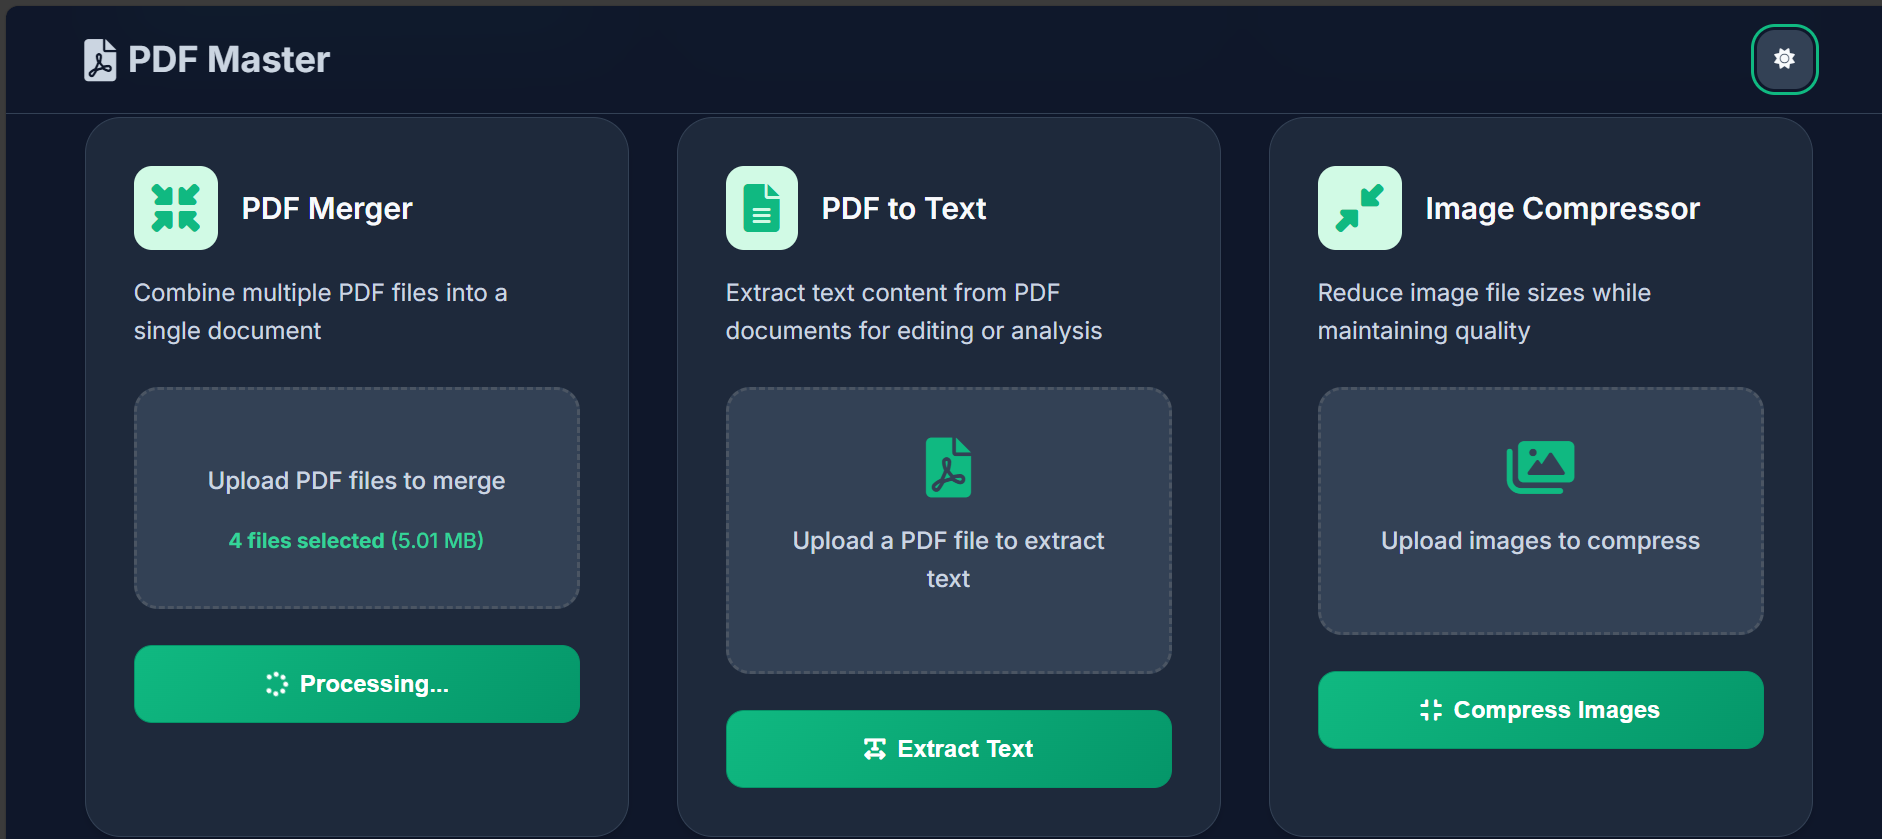 PDF Master
PDF Merger
Combine multiple PDF files into a
single document
Upload PDF files to merge
4 files selected (5.01 MB)
Processing...
PDF to Text
Extract text content from PDF
documents for editing or analysis
Upload a PDF file to extract
text
Extract Text
Image Compressor
Reduce image file sizes while
maintaining quality
Upload images to compress
Compress Images